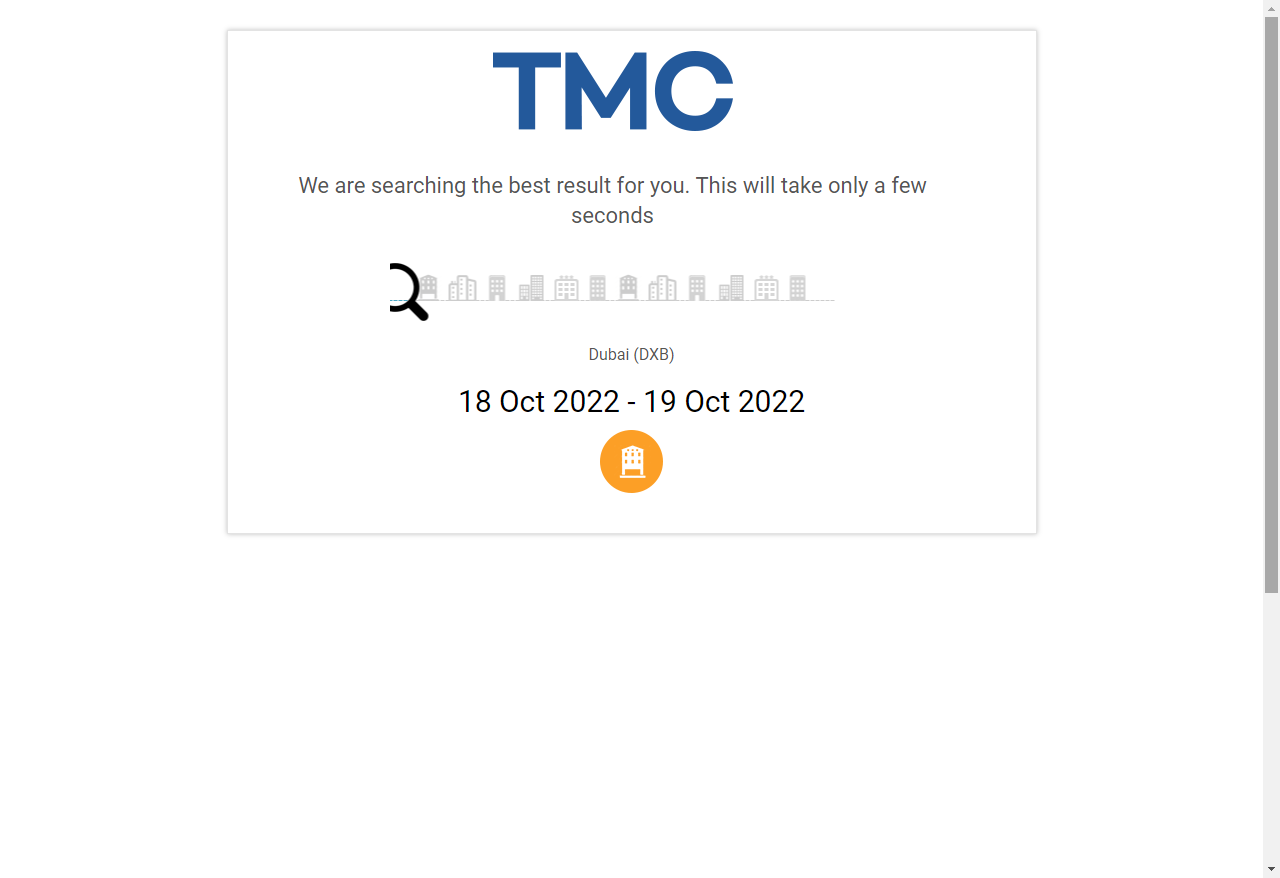 TMC
We are searching the best result for you. This will take only a few
seconds
Dubai (DXB)
18 Oct 2022 - 19 Oct 2022